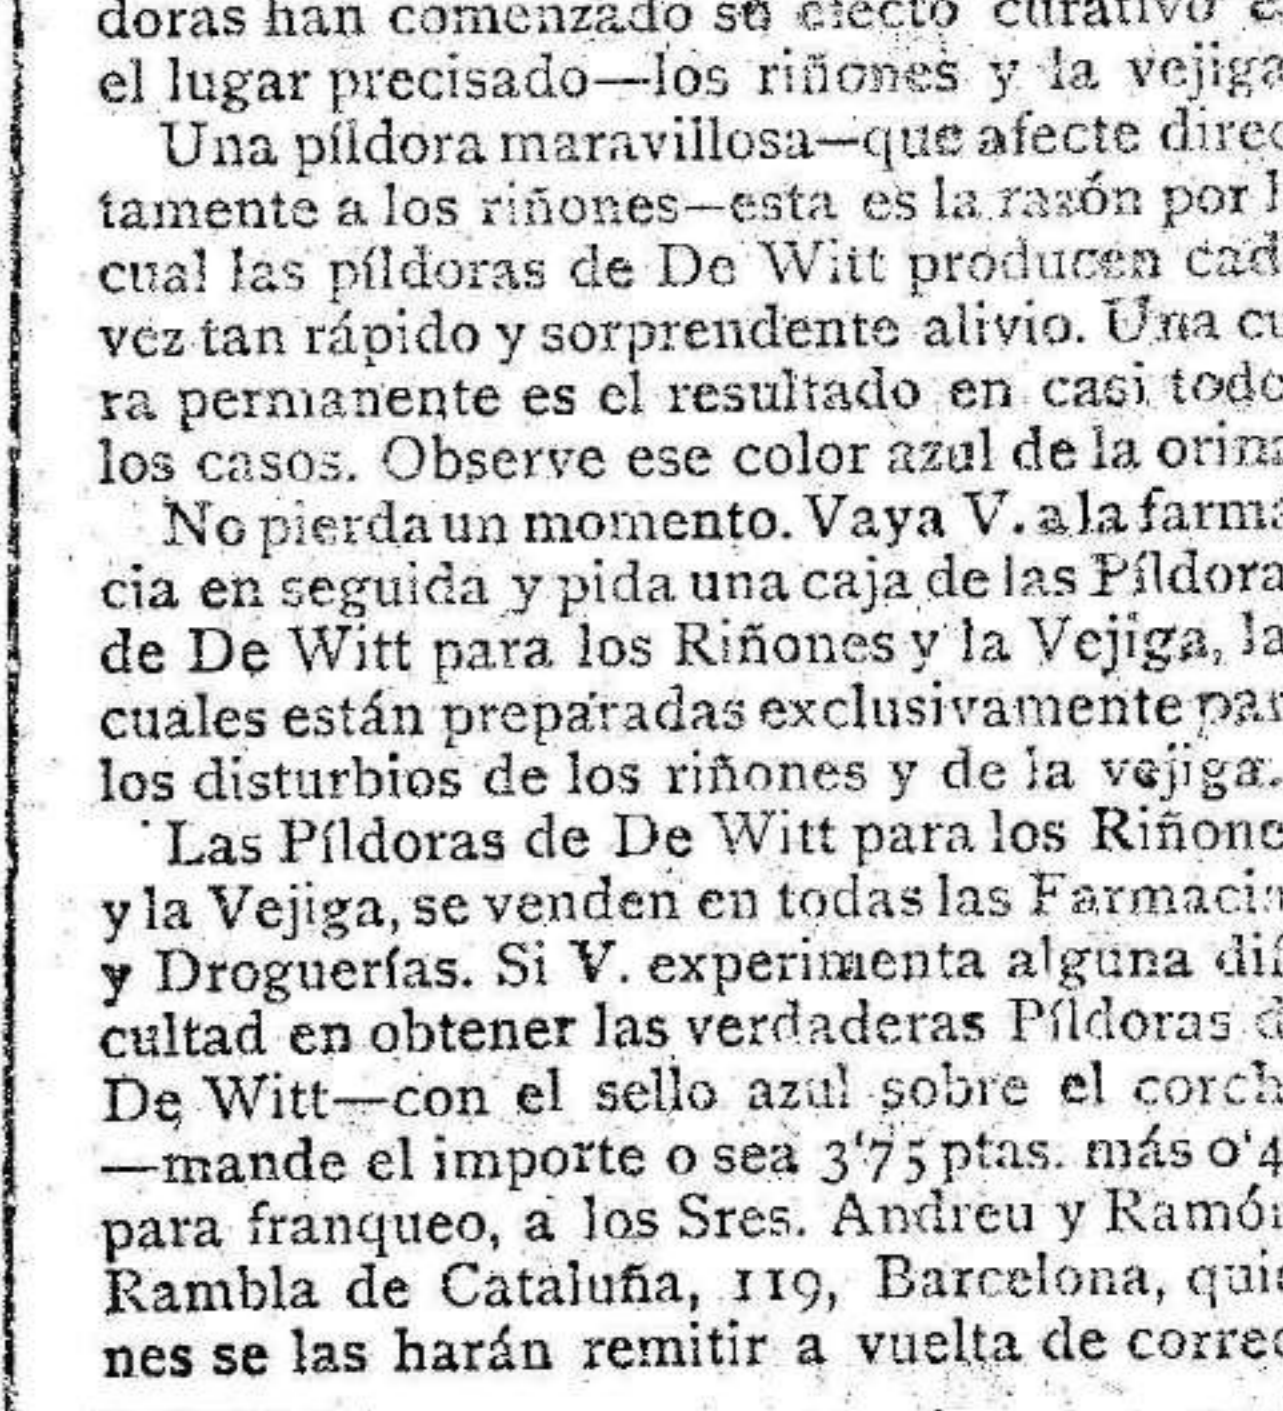 doras han comenzado su efecto curativo e
el lugar precisado—los riñones y la vejiga
Una píldora maravillosa—que afecte direc
tamente a los riñones—esta es la razón por l
cual las píldoras de De Witt producen cad
vez tan rápido y sorprendente alivio. Una cu
ra permanente es el resultado en casi todo
los casos. Observe ese color azul de la orina
No pierda un momento. Vaya V. a la farma
cia en seguida y pida una caja de las Píldora
de De Witt para los Riñones y la Vejiga, la
cuales están preparadas exclusivamente par
los disturbios de los riñones y de la vejiga.
Las Píldoras de De Witt para los Riñone
y la Vejiga, se venden en todas las Farmacia
y Droguerías. Si V. experimenta alguna difi
cultad en obtener las verdaderas Píldoras d
De Witt—con el sello azul sobre el corch
—mande el importe o sea 3'75 ptas. más 0'4
para franqueo, a los Sres. Andreu y Ramón
Rambla de Cataluña, 119, Barcelona, quie
nes se las harán remitir a vuelta de correo